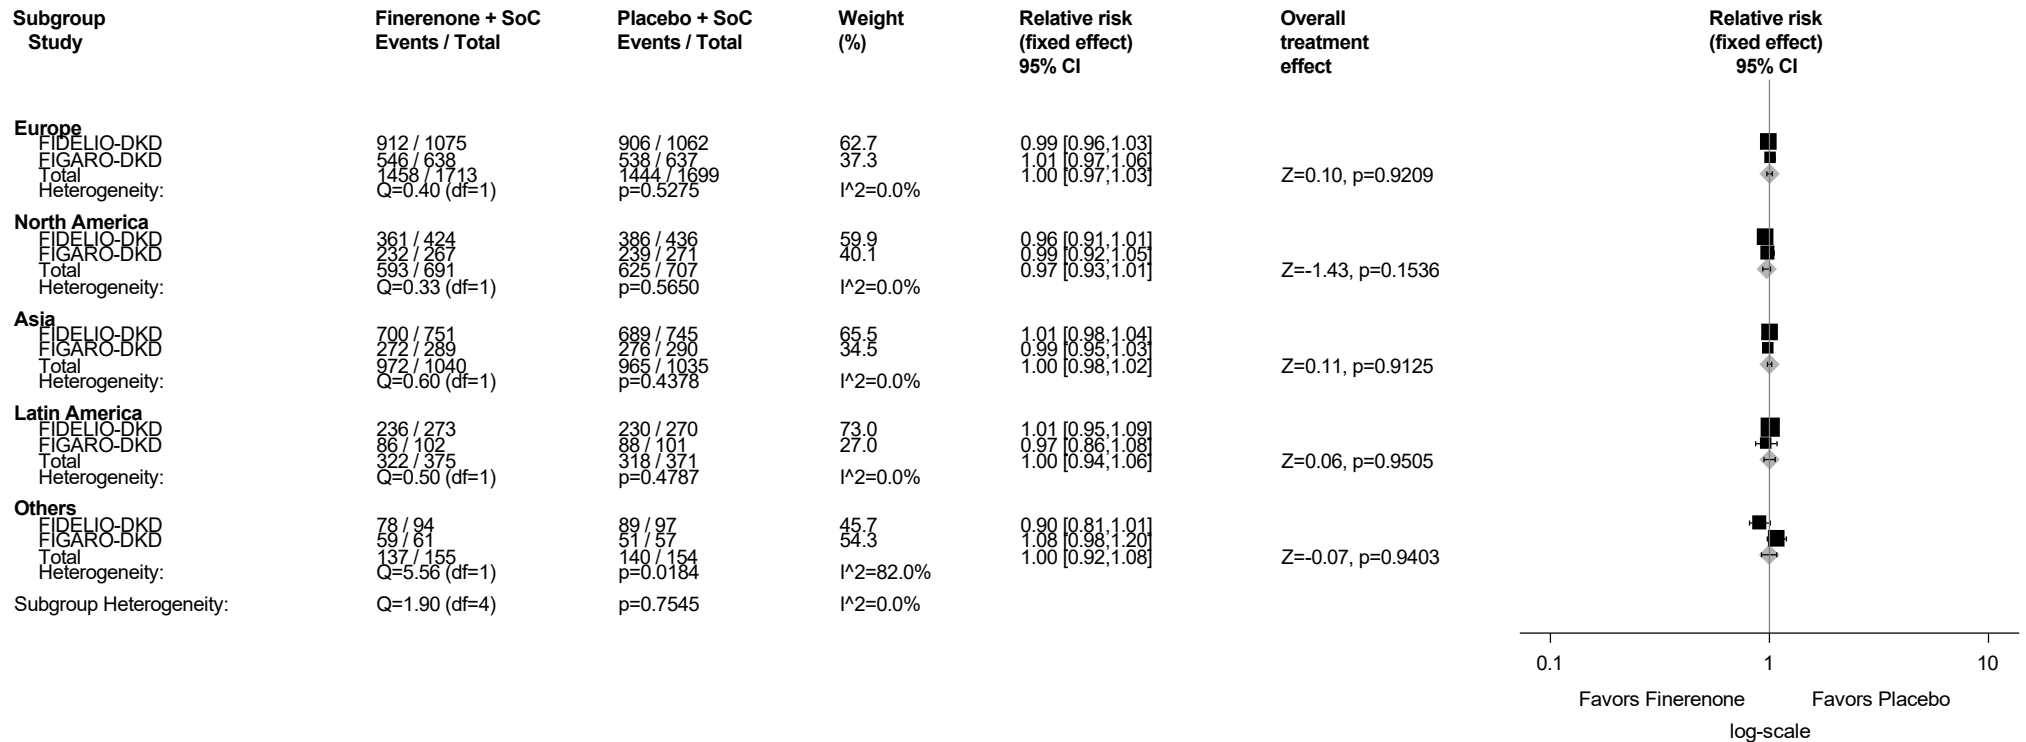 Subgroup Finerenone + SoC Placebo + SoC Weight Relative risk Overall Relative risk
Study Events / Total Events / Total (%) (fixed effect) treatment (fixed effect)
95% CI effect 95% CI
Europe
FIDELIO-DKD 912 / 1075 906 / 1062 62.7 0.99 [0.96,1.03]
FIGARO-DKD 546 / 638 538 / 637 37.3 1.01 [0.97,1.06]
Total 1458 / 1713 1444 / 1699 1.00 [0.97,1.03] Z=0.10, p=0.9209
Heterogeneity: Q=0.40 (df=1) p=0.5275 I^2=0.0%
North America
FIDELIO-DKD 361 / 424 386 / 436 59.9 0.96 [0.91,1.01]
FIGARO-DKD 232 / 267 239 / 271 40.1 0.99 [0.92,1.05]
Total 593 / 691 625 / 707 0.97 [0.93,1.01] Z=-1.43, p=0.1536
Heterogeneity: Q=0.33 (df=1) p=0.5650 I^2=0.0%
Asia
FIDELIO-DKD 700 / 751 689 / 745 65.5 1.01 [0.98,1.04]
FIGARO-DKD 272 / 289 276 / 290 34.5 0.99 [0.95,1.03]
Total 972 / 1040 965 / 1035 1.00 [0.98,1.02] Z=0.11, p=0.9125
Heterogeneity: Q=0.60 (df=1) p=0.4378 I^2=0.0%
Latin America
FIDELIO-DKD 236 / 273 230 / 270 73.0 1.01 [0.95,1.09]
FIGARO-DKD 86 / 102 88 / 101 27.0 0.97 [0.86,1.08]
Total 322 / 375 318 / 371 1.00 [0.94,1.06] Z=0.06, p=0.9505
Heterogeneity: Q=0.50 (df=1) p=0.4787 I^2=0.0%
Others
FIDELIO-DKD 78 / 94 89 / 97 45.7 0.90 [0.81,1.01]
FIGARO-DKD 59 / 61 51 / 57 54.3 1.08 [0.98,1.20]
Total 137 / 155 140 / 154 1.00 [0.92,1.08] Z=-0.07, p=0.9403
Heterogeneity: Q=5.56 (df=1) p=0.0184 I^2=82.0%
Subgroup Heterogeneity: Q=1.90 (df=4) p=0.7545 I^2=0.0%
0.1 1 10
Favors Finerenone Favors Placebo
log-scale